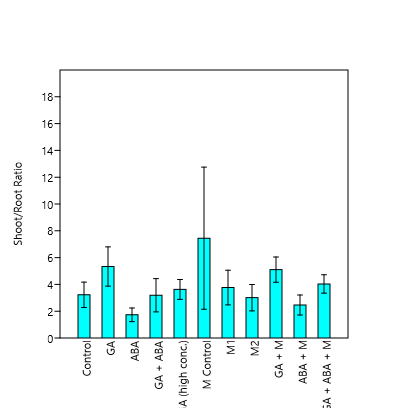 Shoot/Root Ratio
18
16
14
12
10
8
6
4
2
0
Control
GA
ABA
GA + ABA
(high conc.)
M Control
M1
M2
GA + M
ABA + M
+ ABA + M